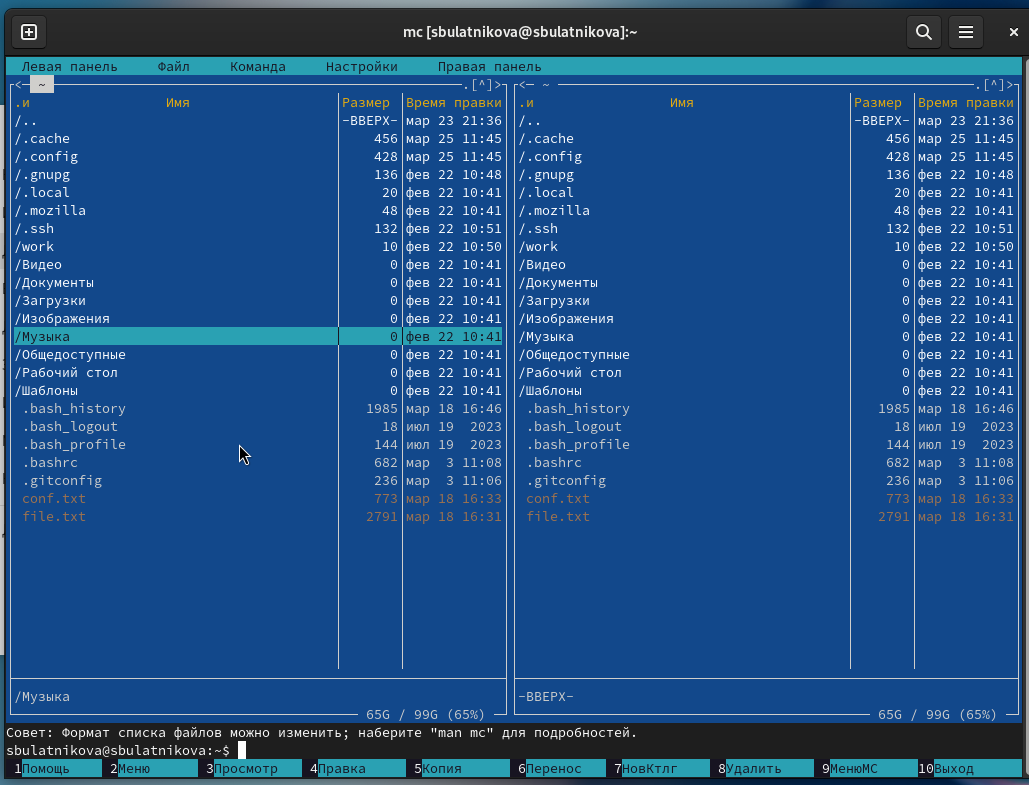 mc [sbulatnikova@sbulatnikova]:~
Левая панель Файл Команда Настройки Правая панель
<─ ~ .[^]> <─ ~ .[^]>
.и Имя Размер Время правки .и Имя Размер Время правки
/.. -ВВЕРХ- мар 23 21:36 /.. -ВВЕРХ- мар 23 21:36
/.cache 456 мар 25 11:45 /.cache 456 мар 25 11:45
/.config 428 мар 25 11:45 /.config 428 мар 25 11:45
/.gnupg 136 фев 22 10:48 /.gnupg 136 фев 22 10:48
/.local 20 фев 22 10:41 /.local 20 фев 22 10:41
/.mozilla 48 фев 22 10:41 /.mozilla 48 фев 22 10:41
/.ssh 132 фев 22 10:51 /.ssh 132 фев 22 10:51
/work 10 фев 22 10:50 /work 10 фев 22 10:50
/Видео 0 фев 22 10:41 /Видео 0 фев 22 10:41
/Документы 0 фев 22 10:41 /Документы 0 фев 22 10:41
/Загрузки 0 фев 22 10:41 /Загрузки 0 фев 22 10:41
/Изображения 0 фев 22 10:41 /Изображения 0 фев 22 10:41
/Музыка 0 фев 22 10:41 /Музыка 0 фев 22 10:41
/Общедоступные 0 фев 22 10:41 /Общедоступные 0 фев 22 10:41
/Рабочий стол 0 фев 22 10:41 /Рабочий стол 0 фев 22 10:41
/Шаблоны 0 фев 22 10:41 /Шаблоны 0 фев 22 10:41
.bash_history 1985 мар 18 16:46 .bash_history 1985 мар 18 16:46
.bash_logout 18 июл 19 2023 .bash_logout 18 июл 19 2023
.bash_profile 144 июл 19 2023 .bash_profile 144 июл 19 2023
.bashrc 682 мар 3 11:08 .bashrc 682 мар 3 11:08
.gitconfig 236 мар 3 11:06 .gitconfig 236 мар 3 11:06
conf.txt 773 мар 18 16:33 conf.txt 773 мар 18 16:33
file.txt 2791 мар 18 16:31 file.txt 2791 мар 18 16:31
/Музыка -ВВЕРХ-
65G / 99G (65%) 65G / 99G (65%)
Совет: Формат списка файлов можно изменить; наберите "man mc" для подробностей.
sbulatnikova@sbulatnikova:~$
1Помощь 2Меню 3Просмотр 4Правка 5Копия 6Перенос 7НовКтлг 8Удалить 9МенюМС 10Выход